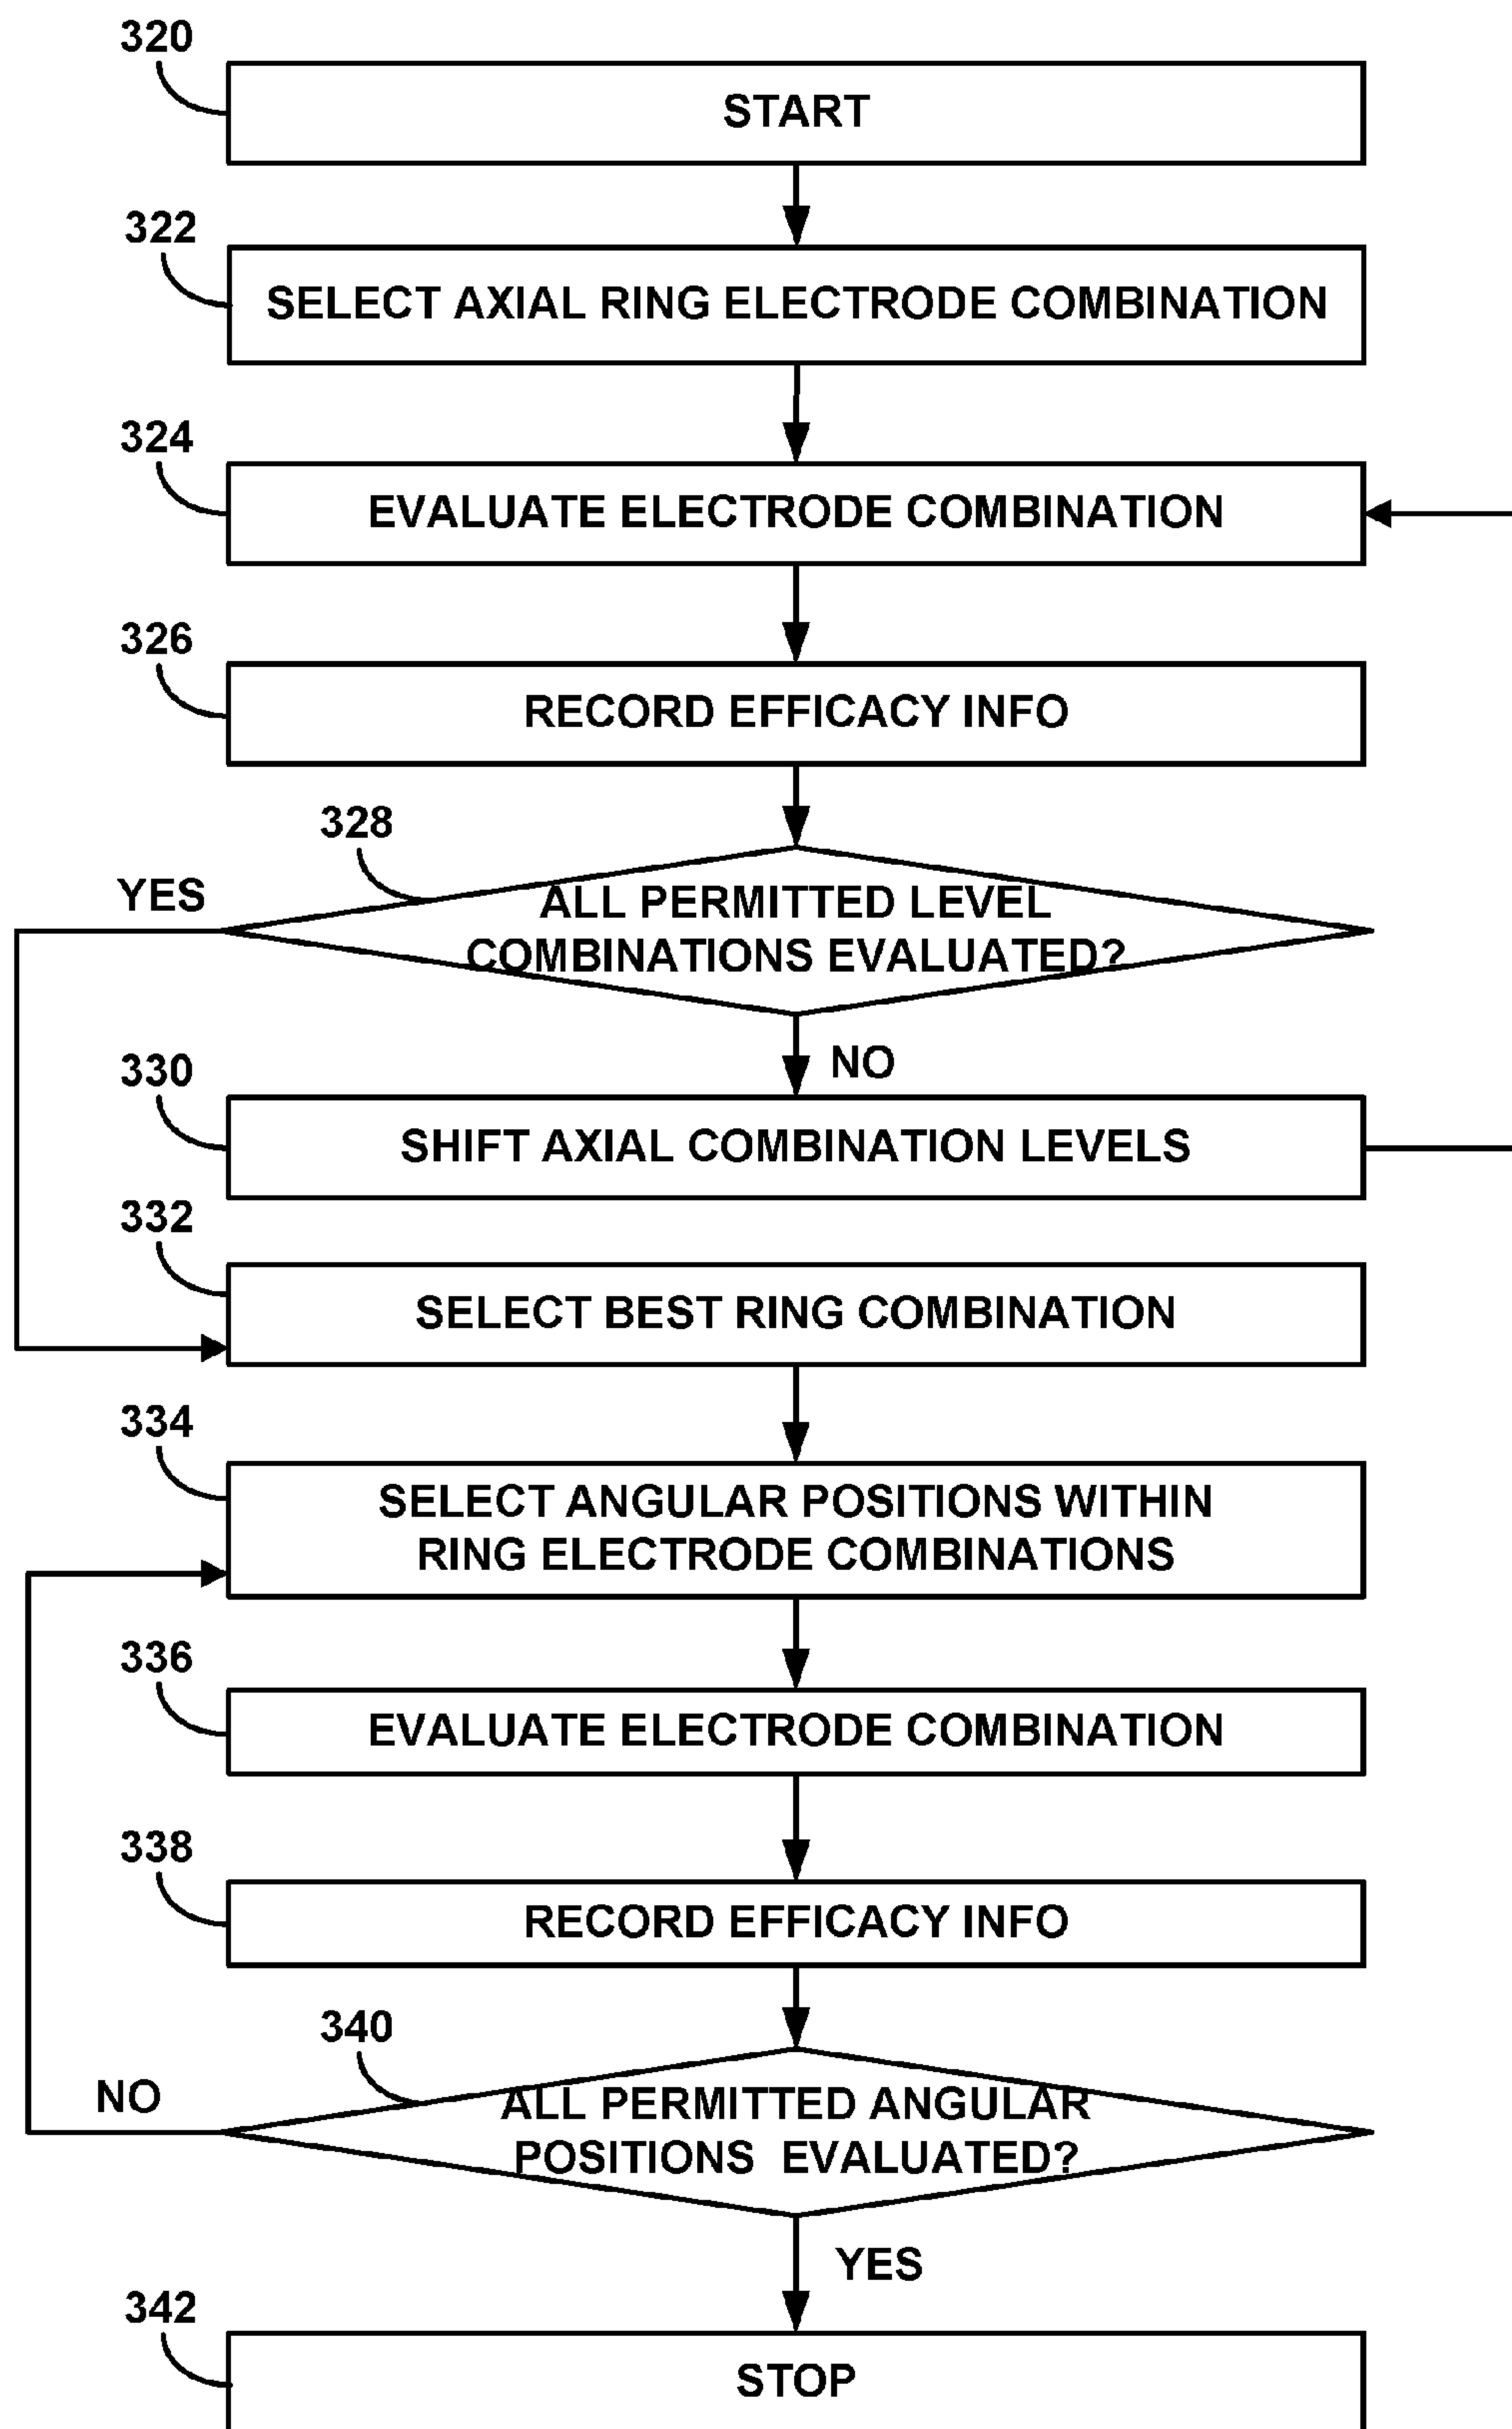 320
START
322
SELECT AXIAL RING ELECTRODE COMBINATION
324
EVALUATE ELECTRODE COMBINATION
326
RECORD EFFICACY INFO
328
YES
ALL PERMITTED LEVEL
COMBINATIONS EVALUATED?
NO
330
SHIFT AXIAL COMBINATION LEVELS
332
SELECT BEST RING COMBINATION
334
SELECT ANGULAR POSITIONS WITHIN
RING ELECTRODE COMBINATIONS
336
EVALUATE ELECTRODE COMBINATION
338
RECORD EFFICACY INFO
340
NO
ALL PERMITTED ANGULAR
POSITIONS EVALUATED?
YES
342
STOP